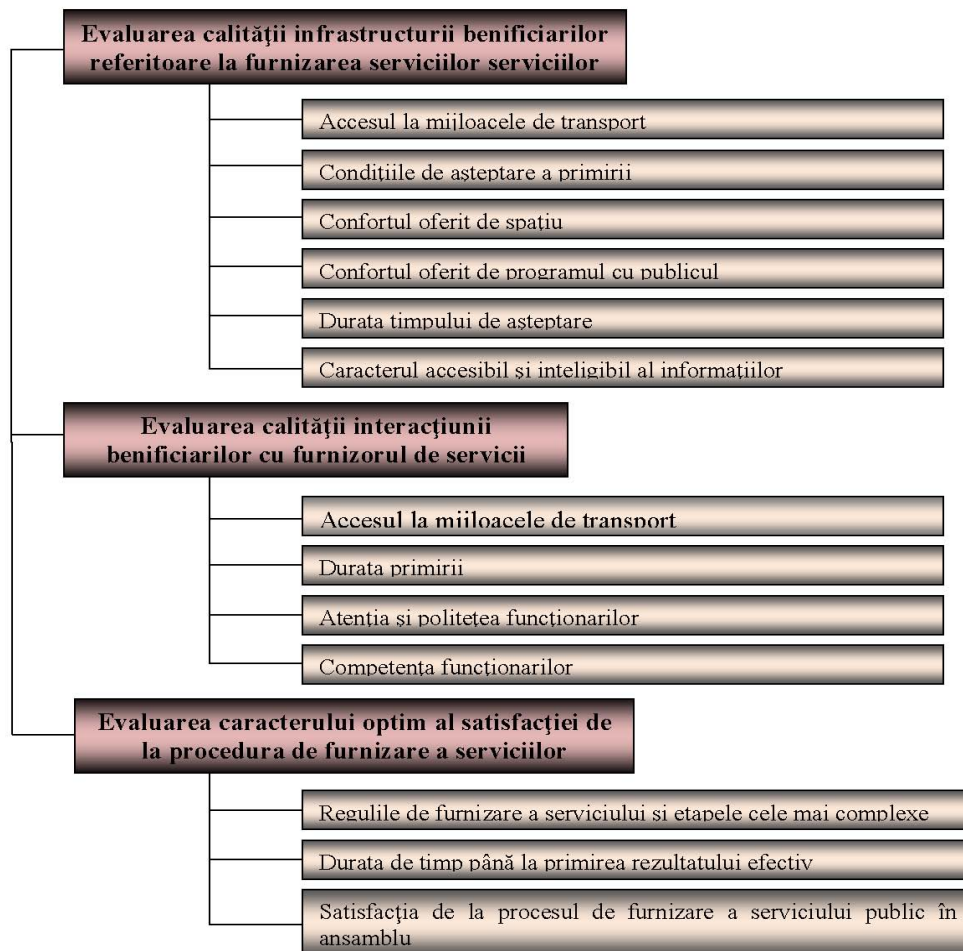 Evaluarea calităţii infrastructurii benificiarilor
referitoare la furnizarea serviciilor serviciilor
Accesul la mijloacele de transport
Condiţiile de aşteptare a primirii
Confortul oferit de spaţiu
Confortul oferit de programul cu publicul
Durata timpului de aşteptare
Caracterul accesibil şi inteligibil al informaţiilor
Evaluarea calităţii interacţiunii
benificiarilor cu furnizorul de servicii
Accesul la mijloacele de transport
Durata primirii
Atenţia şi politeţea funcţionarilor
Competenţa funcţionarilor
Evaluarea caracterului optim al satisfacţiei de
la procedura de furnizare a serviciilor
Regulile de furnizare a serviciului şi etapele cele mai complexe
Durata de timp până la primirea rezultatului efectiv
Satisfacţia de la procesul de furnizare a serviciului public în
ansamblu